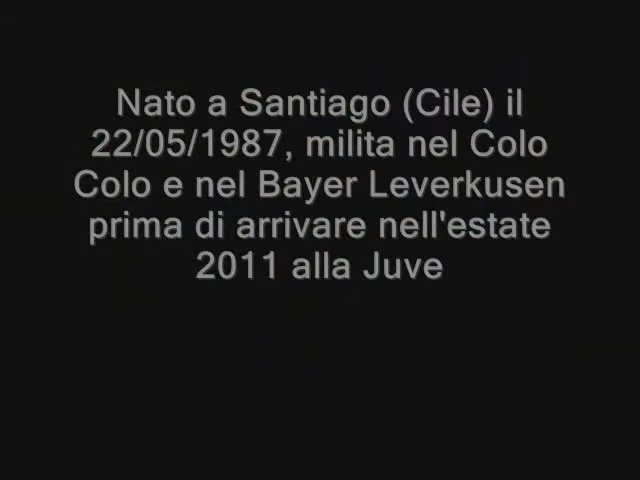 Nato a Santiago (Cile) il
22/05/1987, milita nel Colo
Colo e nel Bayer Leverkusen
prima di arrivare nell'estate
2011 alla Juve